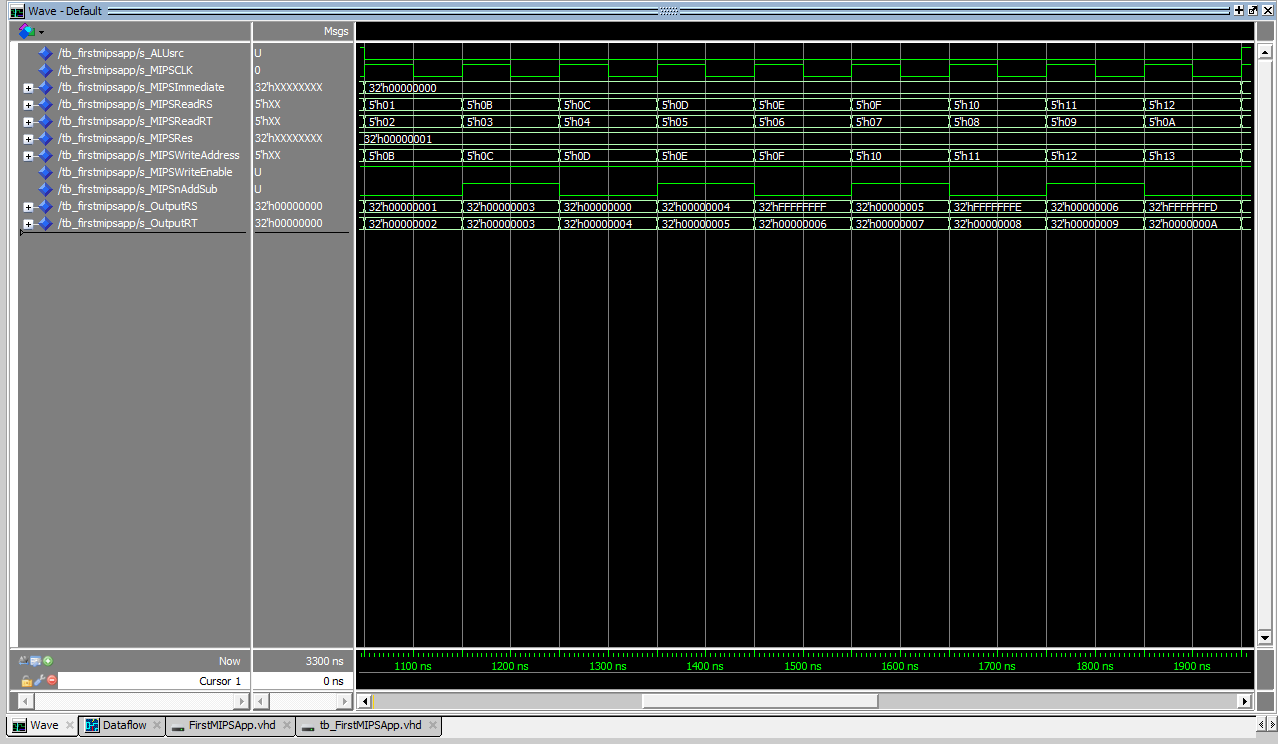 Wave - Default
Msgs
/tb_firstmipsapp/s_ALUsrc U
/tb_firstmipsapp/s_MIPSCLK 0
/tb_firstmipsapp/s_MIPSImmediate 32'hXXXXXXXX 32'h00000000
/tb_firstmipsapp/s_MIPSReadRS 5'hXX 5'h01 5'h0B 5'h0C 5'h0D 5'h0E 5'h0F 5'h10 5'h11 5'h12
/tb_firstmipsapp/s_MIPSReadRT 5'hXX 5'h02 5'h03 5'h04 5'h05 5'h06 5'h07 5'h08 5'h09 5'h0A
/tb_firstmipsapp/s_MIPSRes 32'hXXXXXXXX 32'h00000001
/tb_firstmipsapp/s_MIPSWriteAddress 5'hXX 5'h0B 5'h0C 5'h0D 5'h0E 5'h0F 5'h10 5'h11 5'h12 5'h13
/tb_firstmipsapp/s_MIPSWriteEnable U
/tb_firstmipsapp/s_MIPSnAddSub U
/tb_firstmipsapp/s_OutputRS 32'h00000000 32'h00000001 32'h00000003 32'h00000000 32'h00000004 32'hFFFFFFFF 32'h00000005 32'hFFFFFFFE 32'h00000006 32'hFFFFFFFD
/tb_firstmipsapp/s_OutputRT 32'h00000000 32'h00000002 32'h00000003 32'h00000004 32'h00000005 32'h00000006 32'h00000007 32'h00000008 32'h00000009 32'h0000000A
Now 3300 ns 1100 ns 1200 ns 1300 ns 1400 ns 1500 ns 1600 ns 1700 ns 1800 ns 1900 ns
Cursor 1 0 ns
Wave Dataflow FirstMIPSApp.vhd tb_FirstMIPSApp.vhd